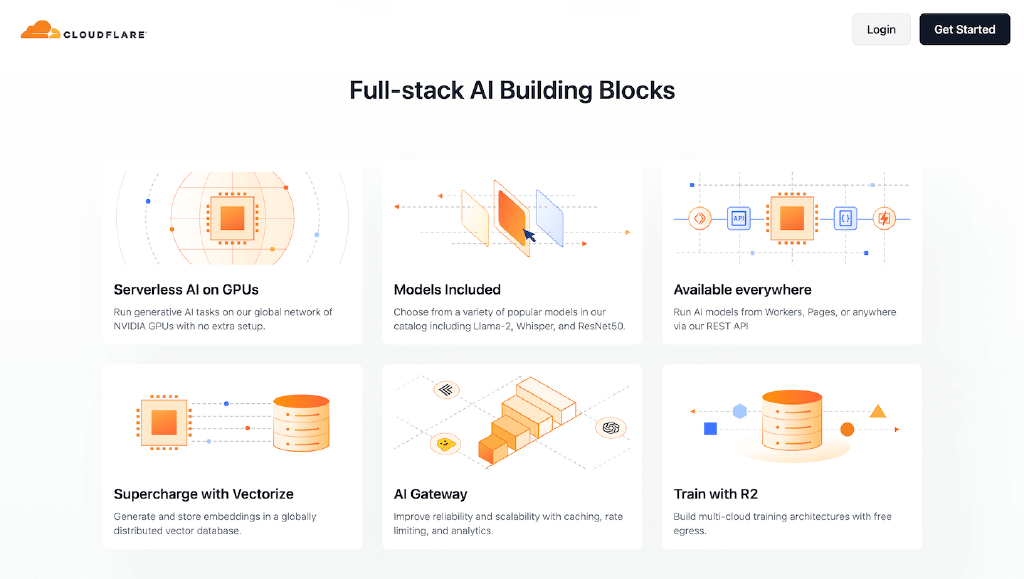 CLOUDFLARE
Login
Get Started
Full-stack AI Building Blocks
Serverless AI on GPUs
Run generative AI tasks on our global network of
NVIDIA GPUs with no extra setup.
Models Included
Choose from a variety of popular models in our
catalog including Llama-2, Whisper, and ResNet50.
API
{}
Available everywhere
Run AI models from Workers, Pages, or anywhere
via our REST API
Supercharge with Vectorize
Generate and store embeddings in a globally
distributed vector database.
AI Gateway
Improve reliability and scalability with caching, rate
limiting, and analytics.
Train with R2
Build multi-cloud training architectures with free
egress.